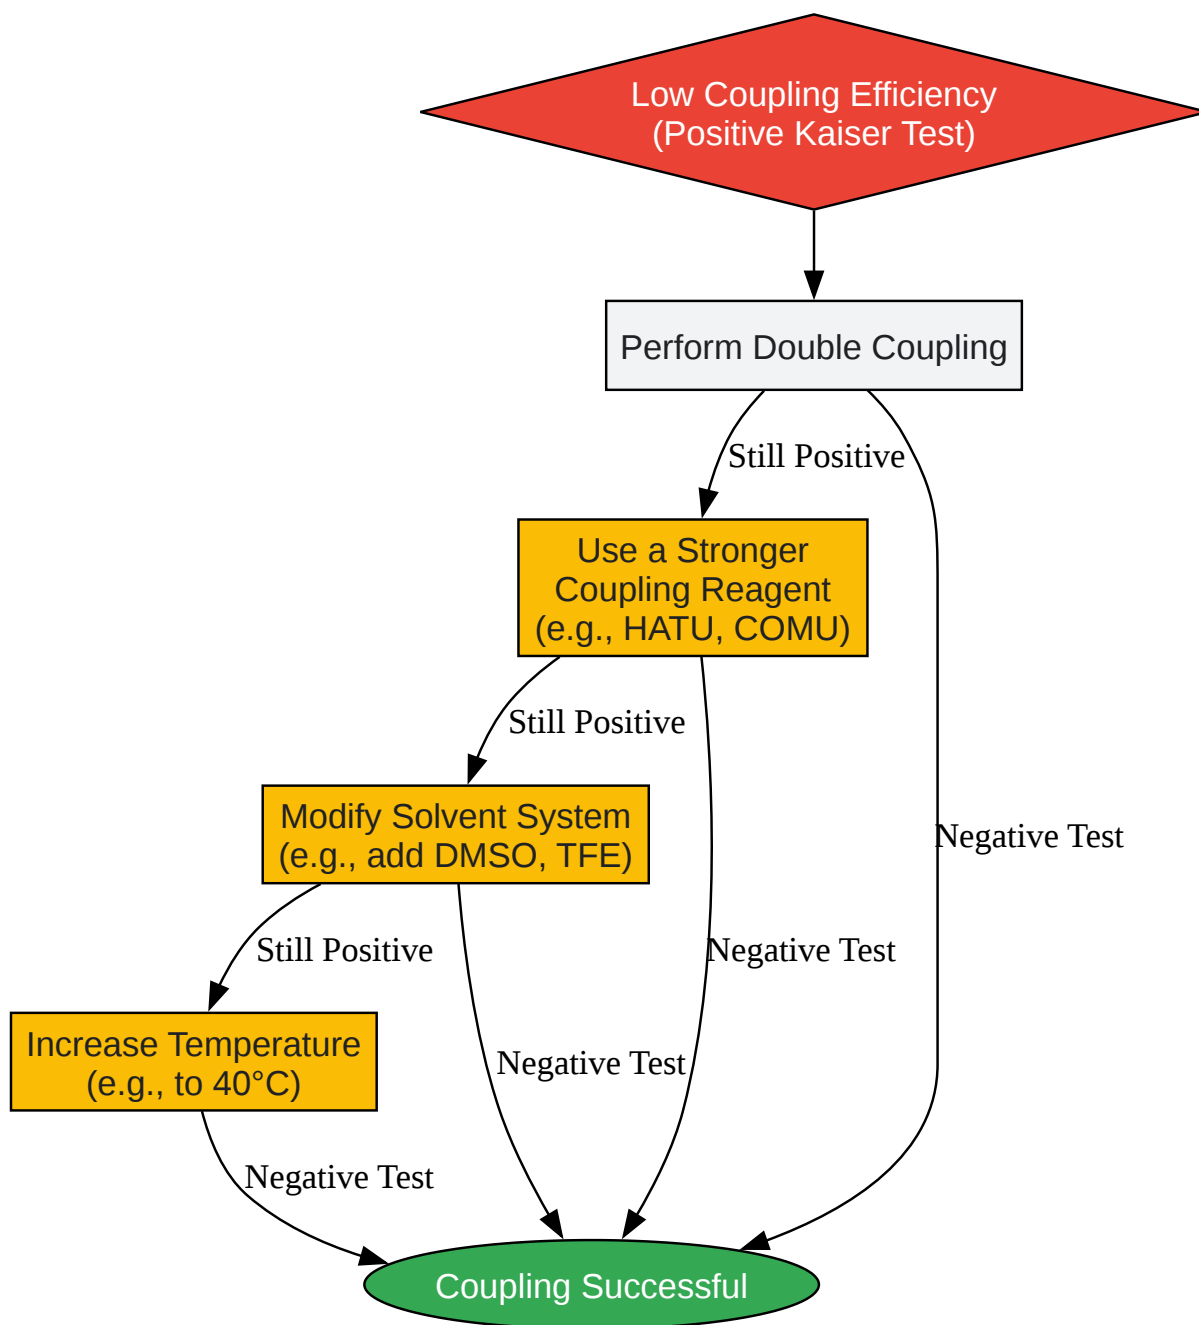 Low Coupling Efficiency
(Positive Kaiser Test)
Perform Double Coupling
Still Positive
Use a Stronger
Coupling Reagent
(e.g., HATU, COMU)
Still Positive
Modify Solvent System
(e.g., add DMSO, TFE)
Negative Test
Still Positive
Negative Test
Increase Temperature
(e.g., to 40°C)
Negative Test
Negative Test
Coupling Successful